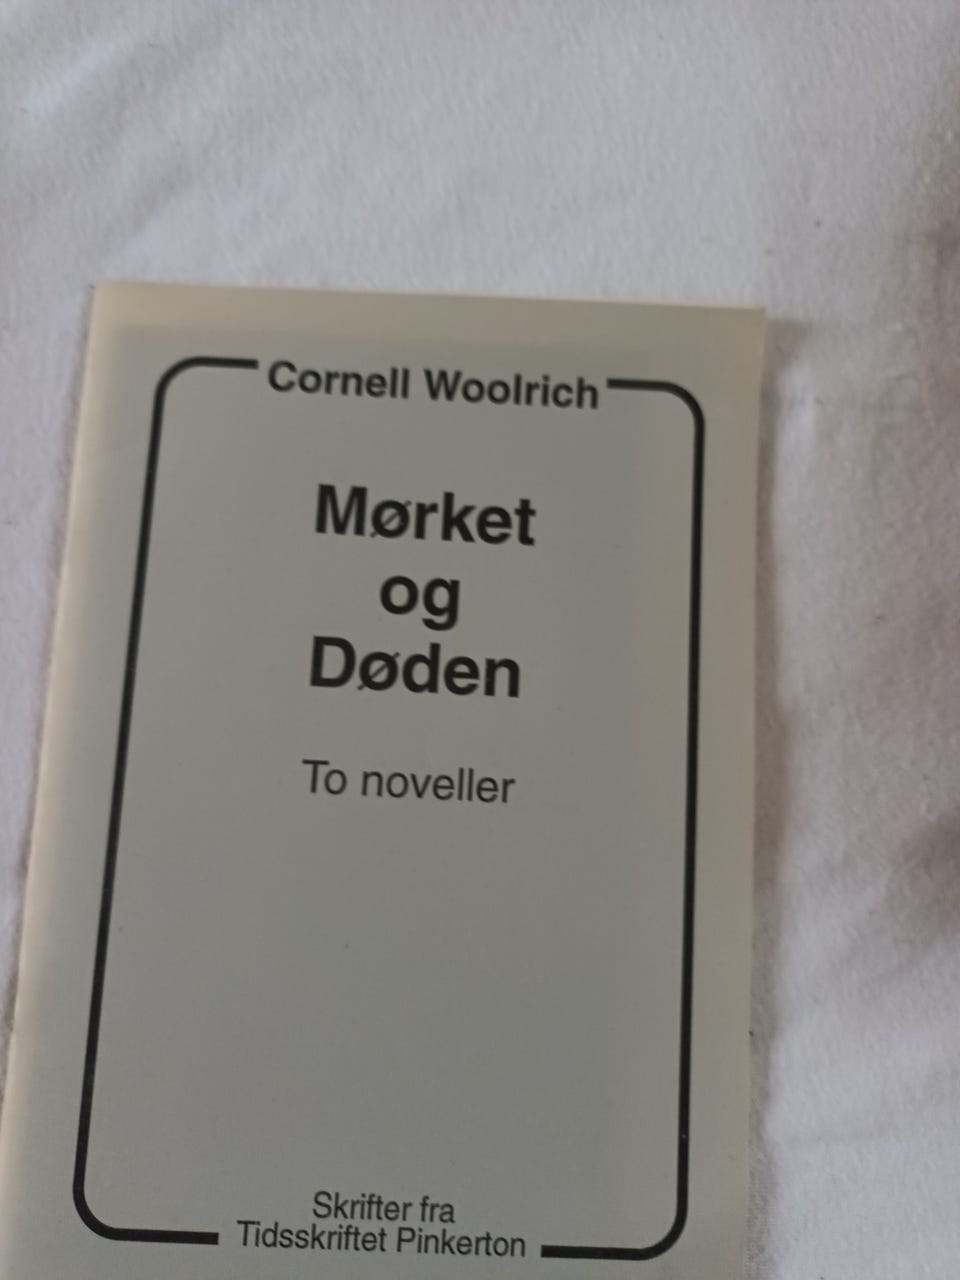 Cornell Woolrich
Mørket
og
Døden
To noveller
Skrifter fra
Tidsskriftet Pinkerton